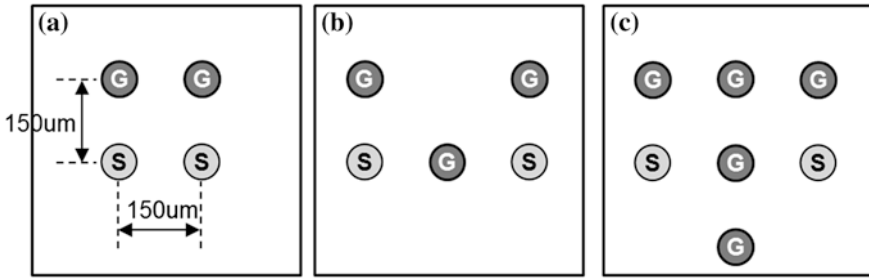 (a) (b) (c)
G G G G G G G
150um
S S S G S S G S
150um
G